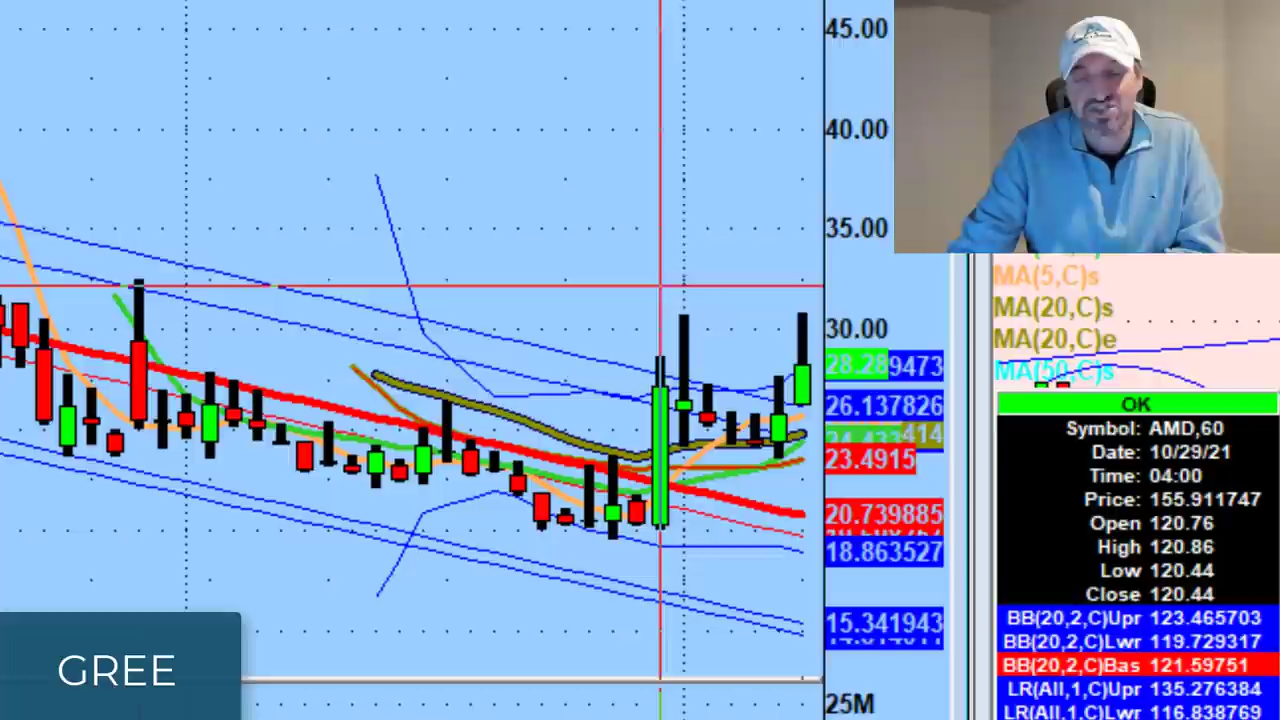 45.00
40.00
35.00
30.00
28.289473
26.137826
414
23.4915
20.739885
18.863527
15.341943
25M
GREE
MA(5,C)s
MA(20,C)s
MA(20,C)e
MA(50,C)s
OK
Symbol: AMD,60
Date: 10/29/21
Time: 04:00
Price: 155.911747
Open 120.76
High 120.86
Low 120.44
Close 120.44
BB(20,2,C)Upr 123.465703
BB(20,2,C)Lwr 119.729317
BB(20,2,C)Bas 121.59751
LR(All,1,C)Upr 135.276384
LR(All,1,C)Lwr 116.838769